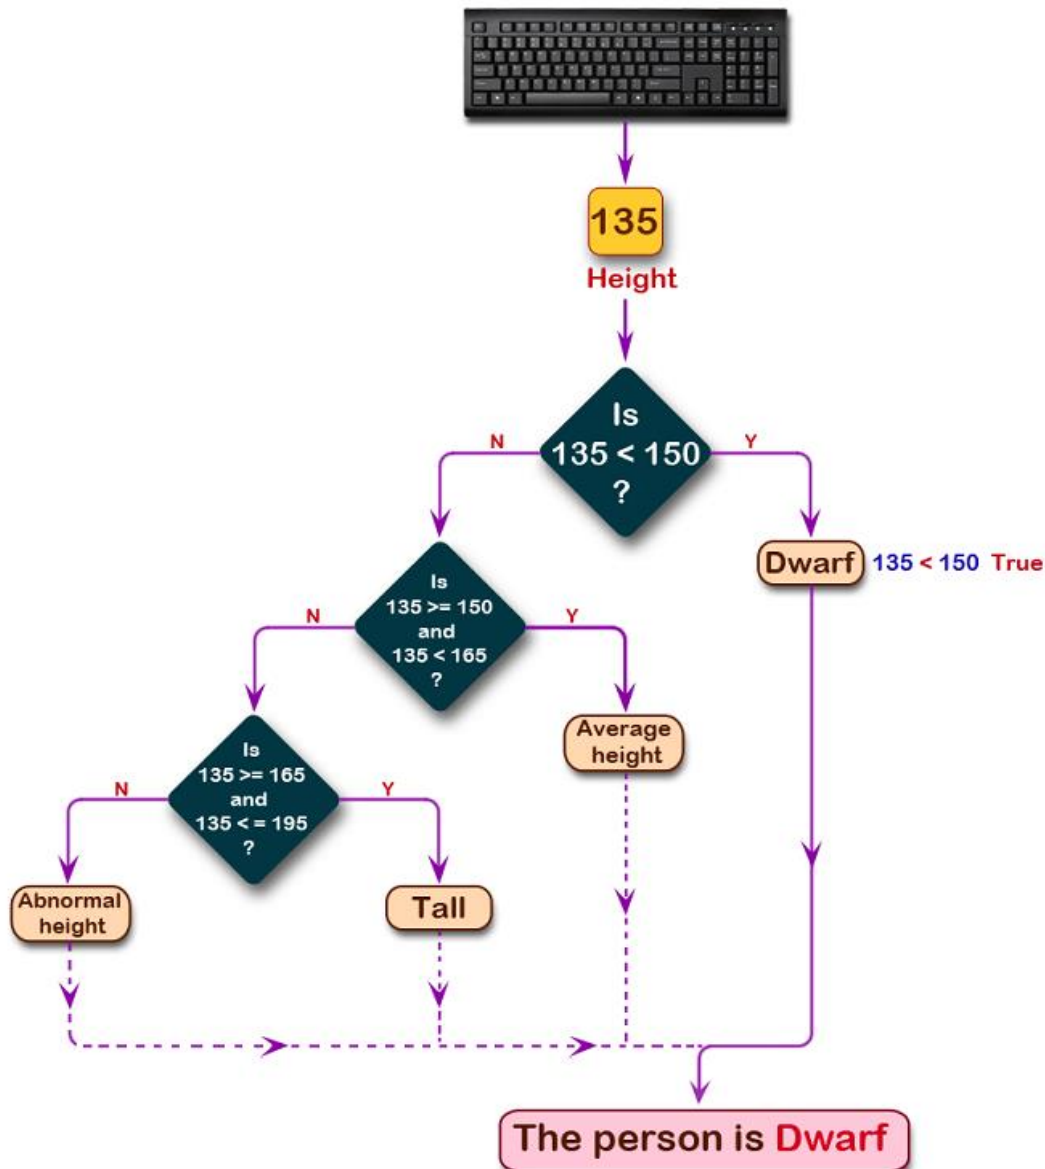 135
Height
Is
135 < 150
?
N
Y
Dwarf
135 < 150 True
Is
135 >= 150
and
135 < 165
?
N
Y
Average
height
Is
135 >= 165
and
135 < = 195
?
N
Y
Abnormal
height
Tall
The person is Dwarf